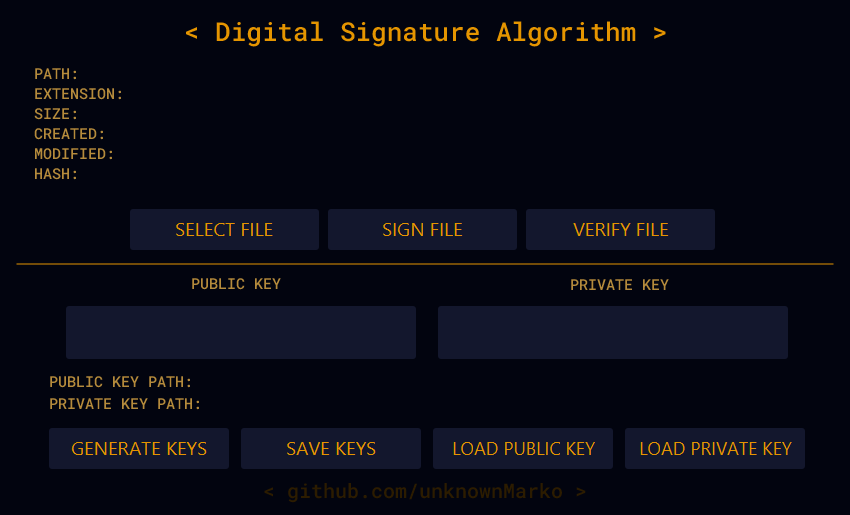 < Digital Signature Algorithm >
PATH:
EXTENSION:
SIZE:
CREATED:
MODIFIED:
HASH:
SELECT FILE SIGN FILE VERIFY FILE
PUBLIC KEY PRIVATE KEY
PUBLIC KEY PATH:
PRIVATE KEY PATH:
GENERATE KEYS SAVE KEYS LOAD PUBLIC KEY LOAD PRIVATE KEY
< github.com/unknownMarko >